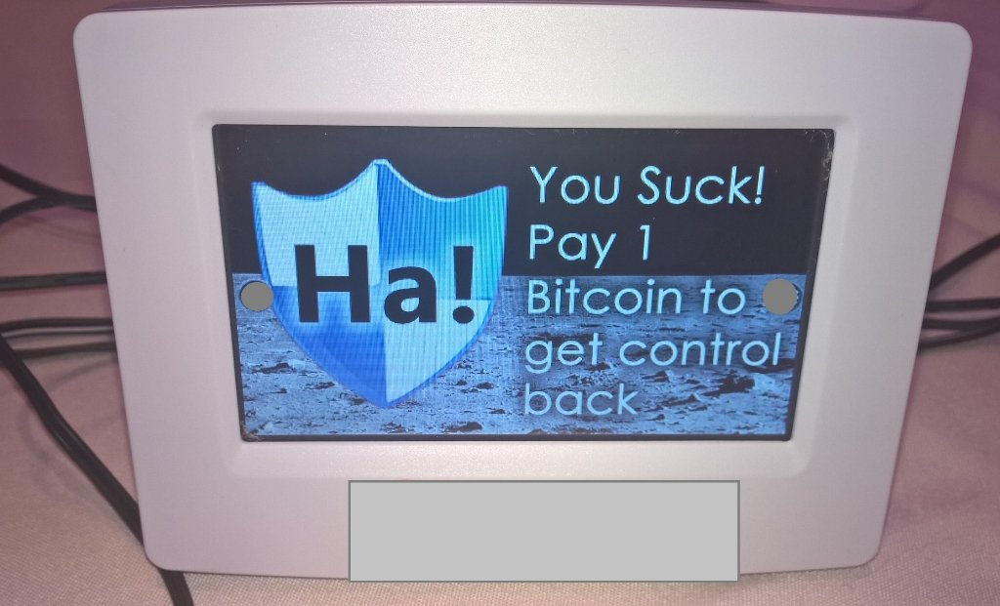 Ha!
You Suck!
Pay 1
Bitcoin to
get control
back